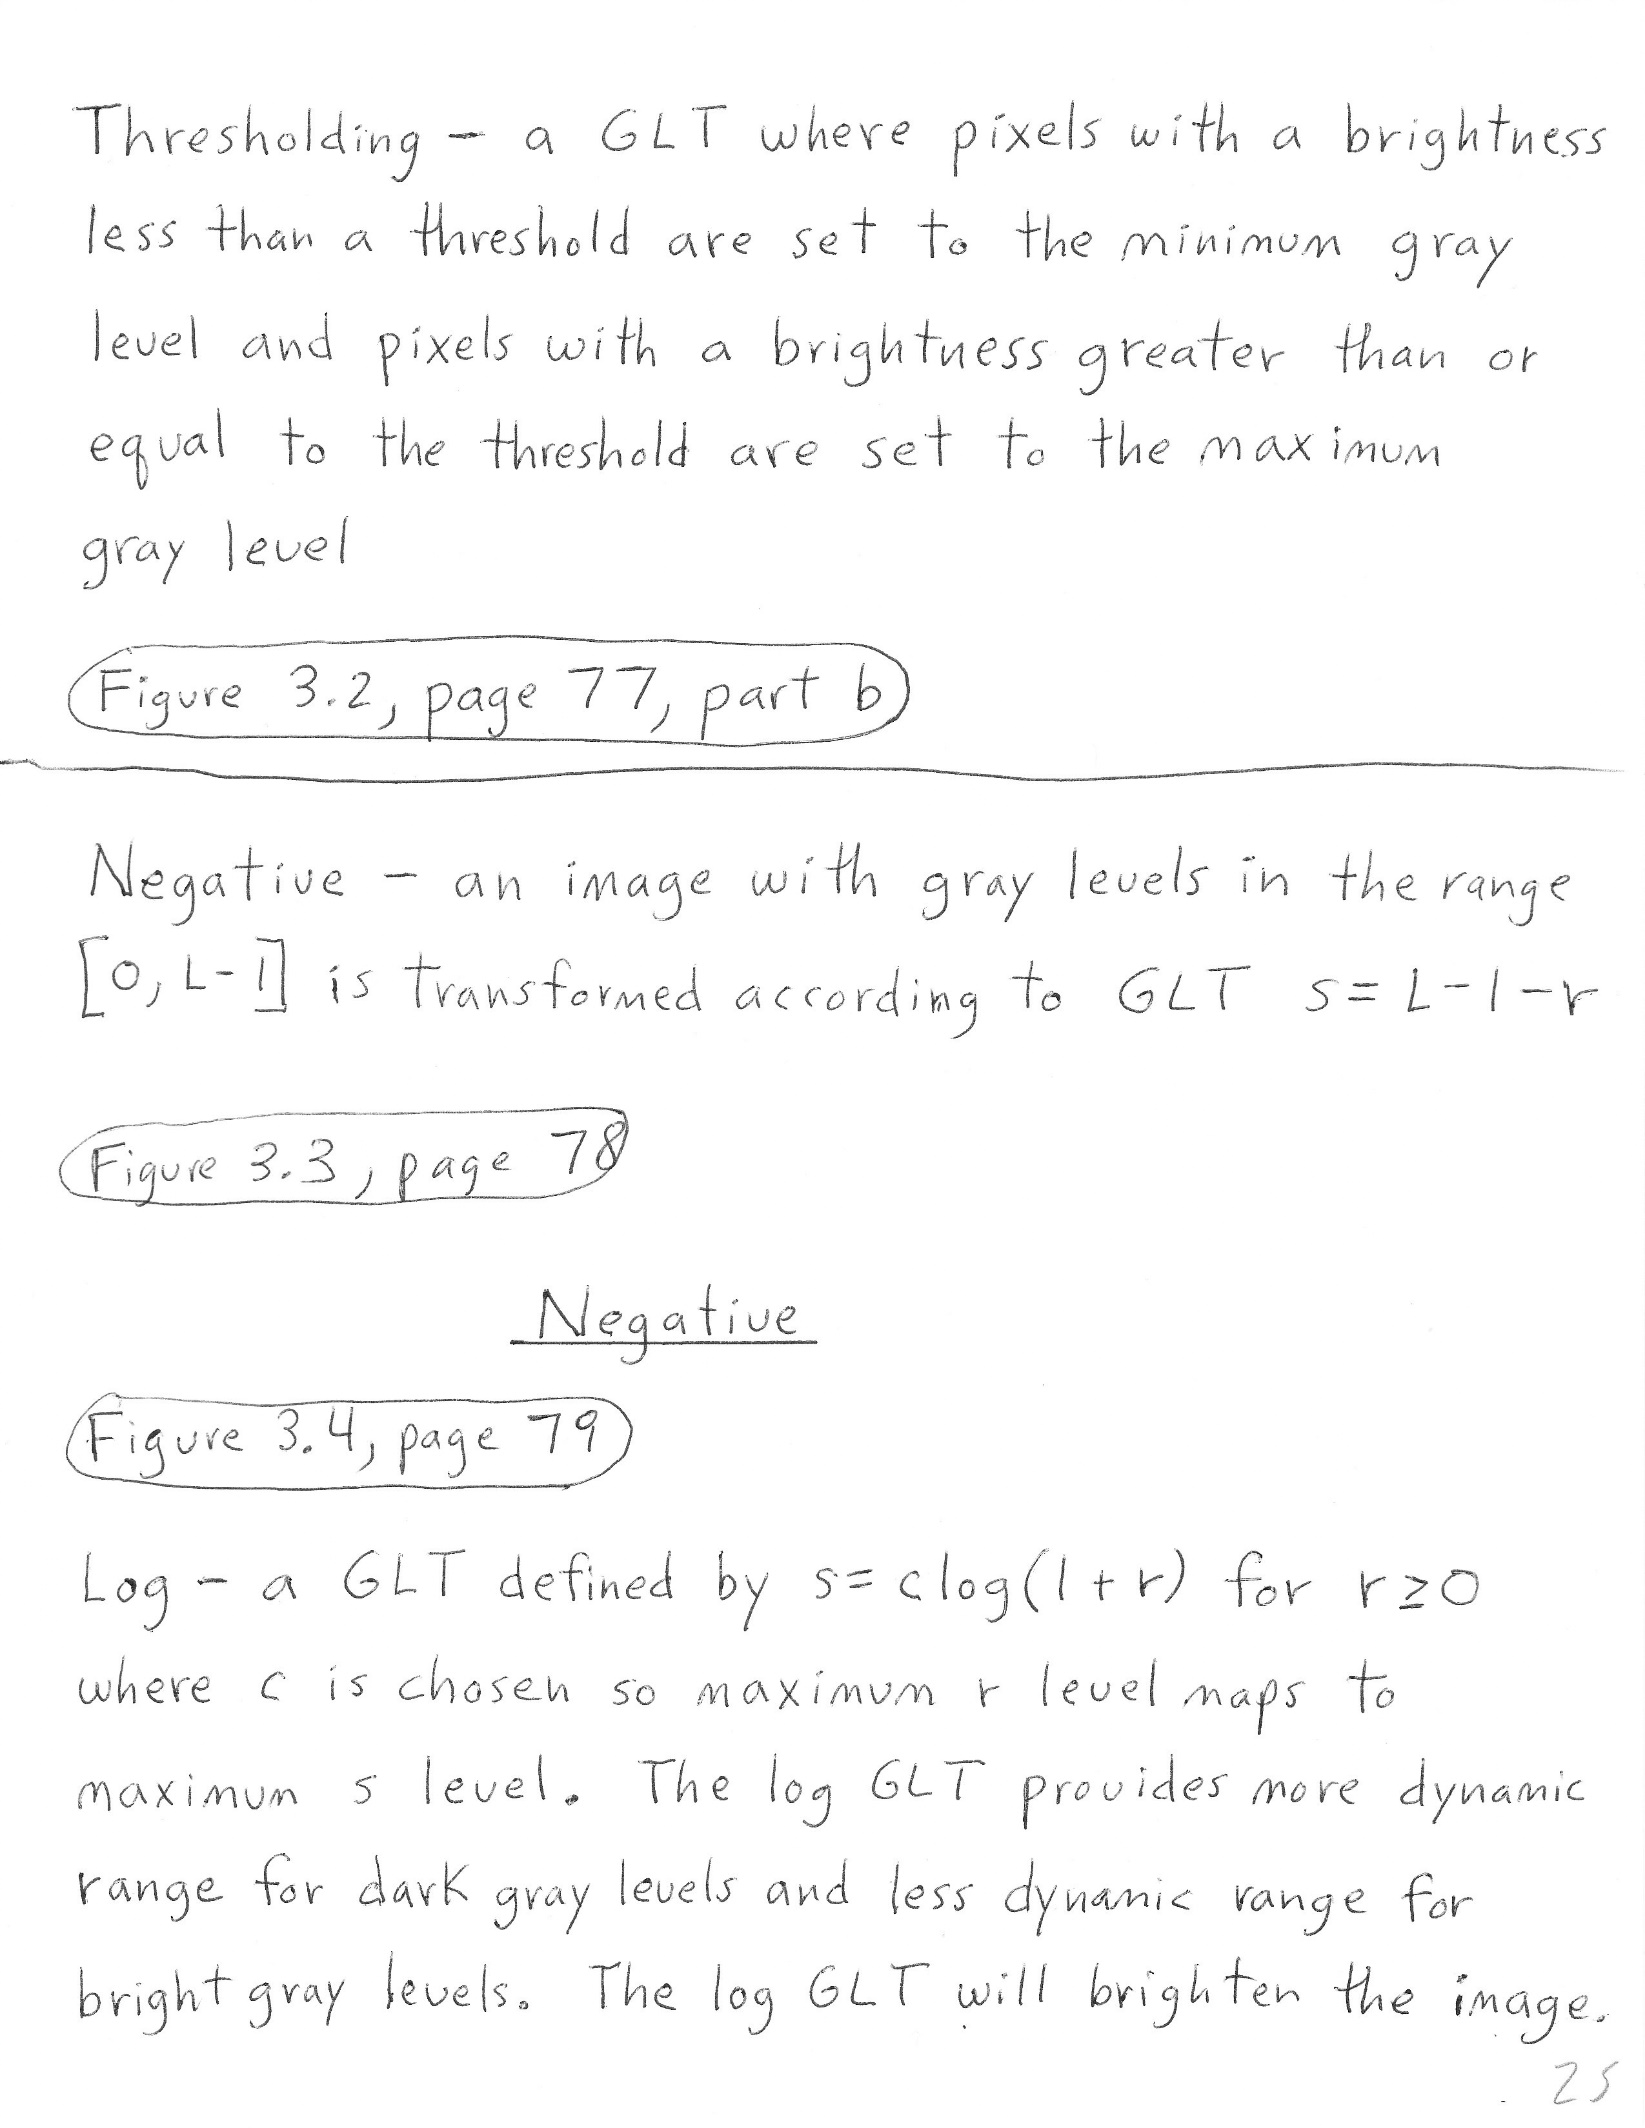 Thresholding - a GLT where pixels with a brightness
less than a threshold are set to the minimum gray
level and pixels with a brightness greater than or
equal to the threshold are set to the maximum
gray level
Figure 3.2, page 77, part b
Negative - an image with gray levels in the range
[0, L-1] is transformed according to GLT s=L-1-r
Figure 3.3, page 78
Negative
Figure 3.4, page 79
Log - a GLT defined by s=clog(1+r) for r≥0
where c is chosen so maximum r level maps to
maximum s level. The log GLT provides more dynamic
range for dark gray levels and less dynamic range for
bright gray levels. The log GLT will brighten the image.
25